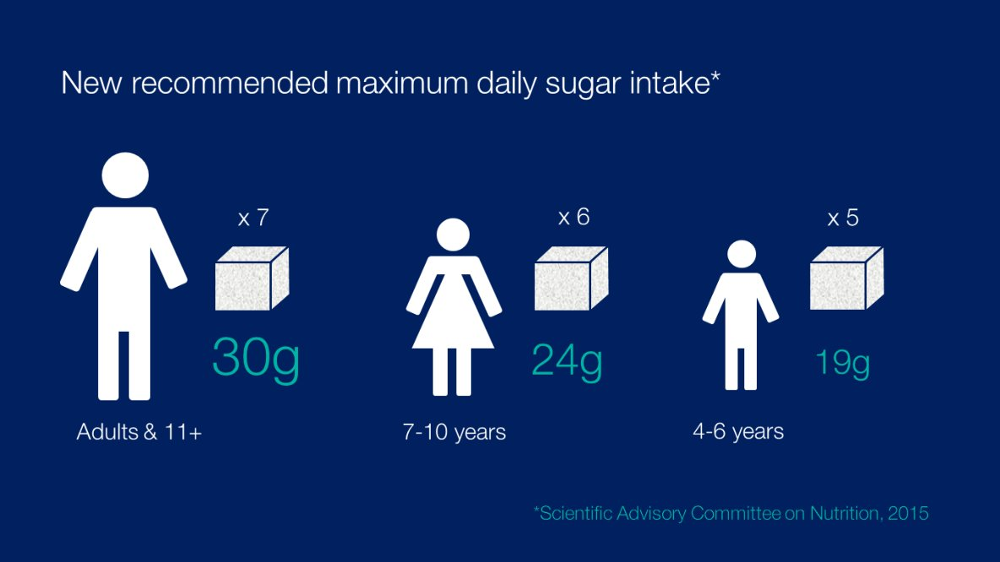 New recommended maximum daily sugar intake*
x 7
30g
Adults & 11+
x 6
24g
7-10 years
x 5
19g
4-6 years
*Scientific Advisory Committee on Nutrition, 2015